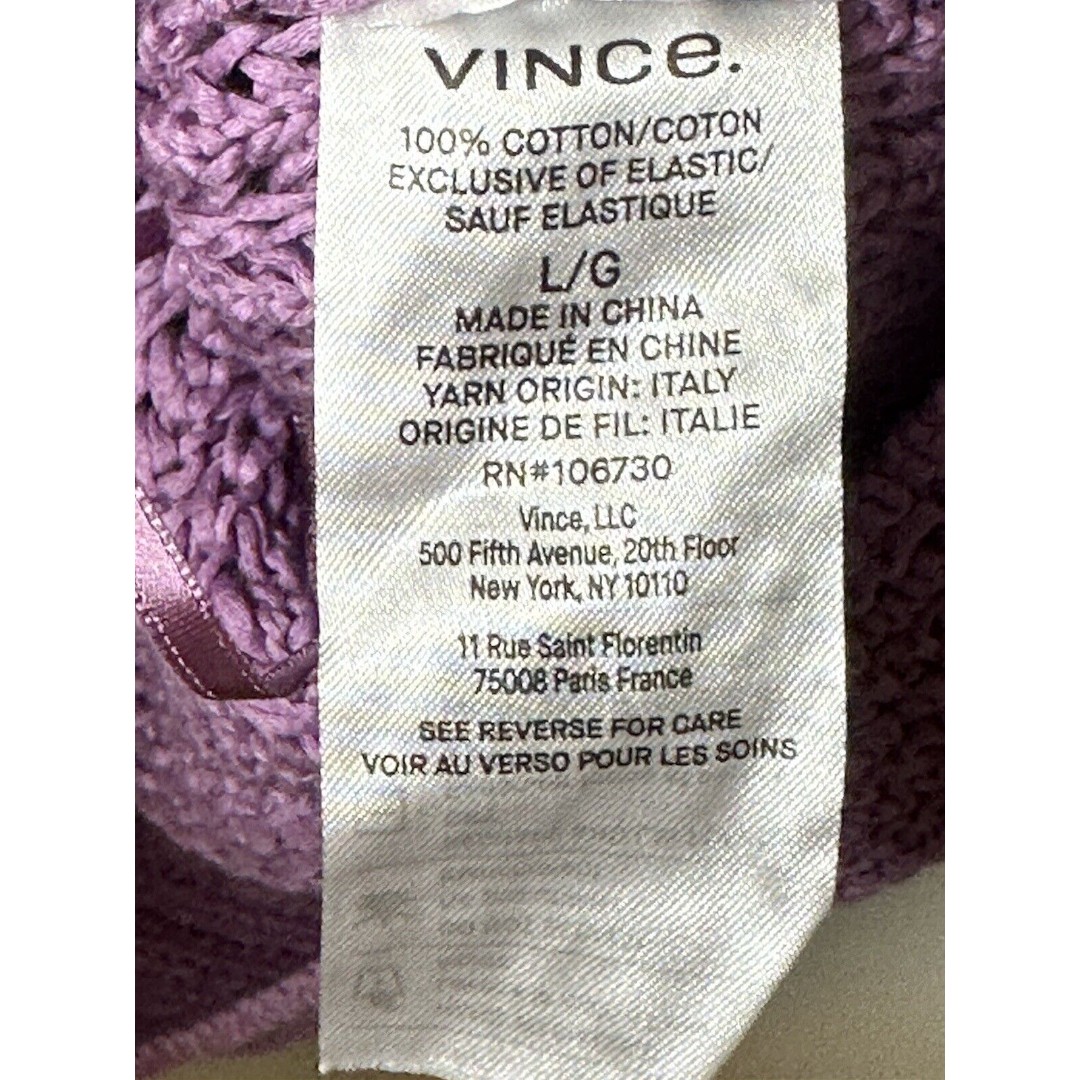 VINCe.
100% COTTON/COTON
EXCLUSIVE OF ELASTIC/
SAUF ELASTIQUE
L/G
MADE IN CHINA
FABRIQUÉ EN CHINE
YARN ORIGIN: ITALY
ORIGINE DE FIL: ITALIE
RN#106730
Vince, LLC
500 Fifth Avenue, 20th Floor
New York, NY 10110
11 Rue Saint Florentin
75008 Paris France
SEE REVERSE FOR CARE
VOIR AU VERSO POUR LES SOINS